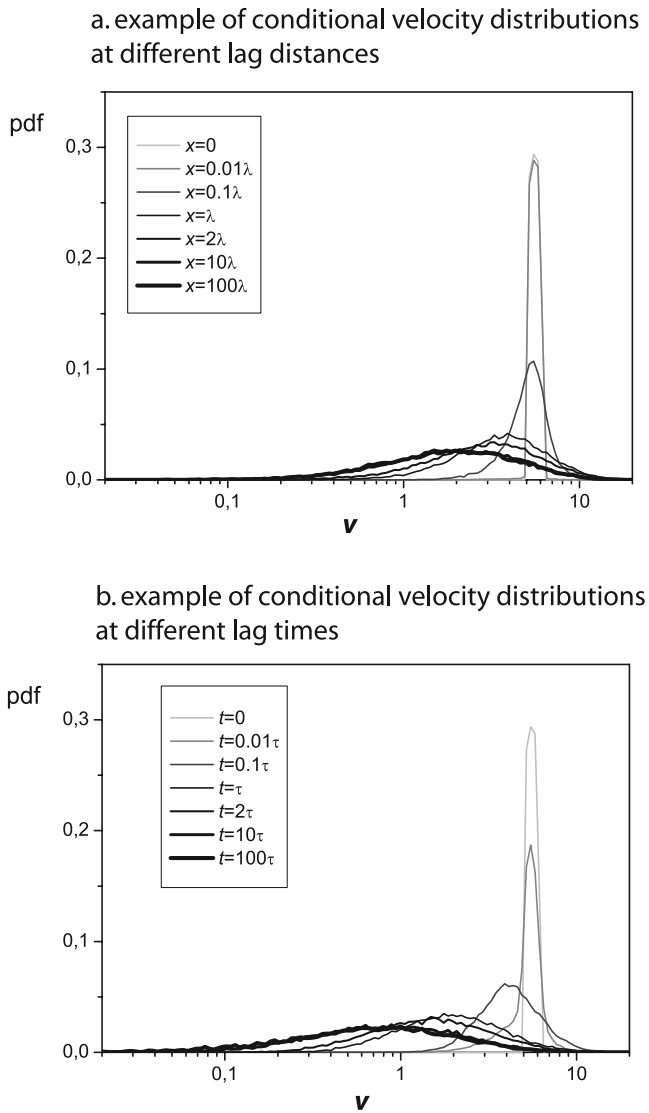 a. example of conditional velocity distributions
at different lag distances
pdf
0,3
0,2
0,1
0,0
x=0
x=0.01λ
x=0.1λ
x=λ
x=2λ
x=10λ
x=100λ
0,1
1
10
v
b. example of conditional velocity distributions
at different lag times
pdf
0,3
0,2
0,1
0,0
t=0
t=0.01τ
t=0.1τ
t=τ
t=2τ
t=10τ
t=100τ
0,1
1
10
v